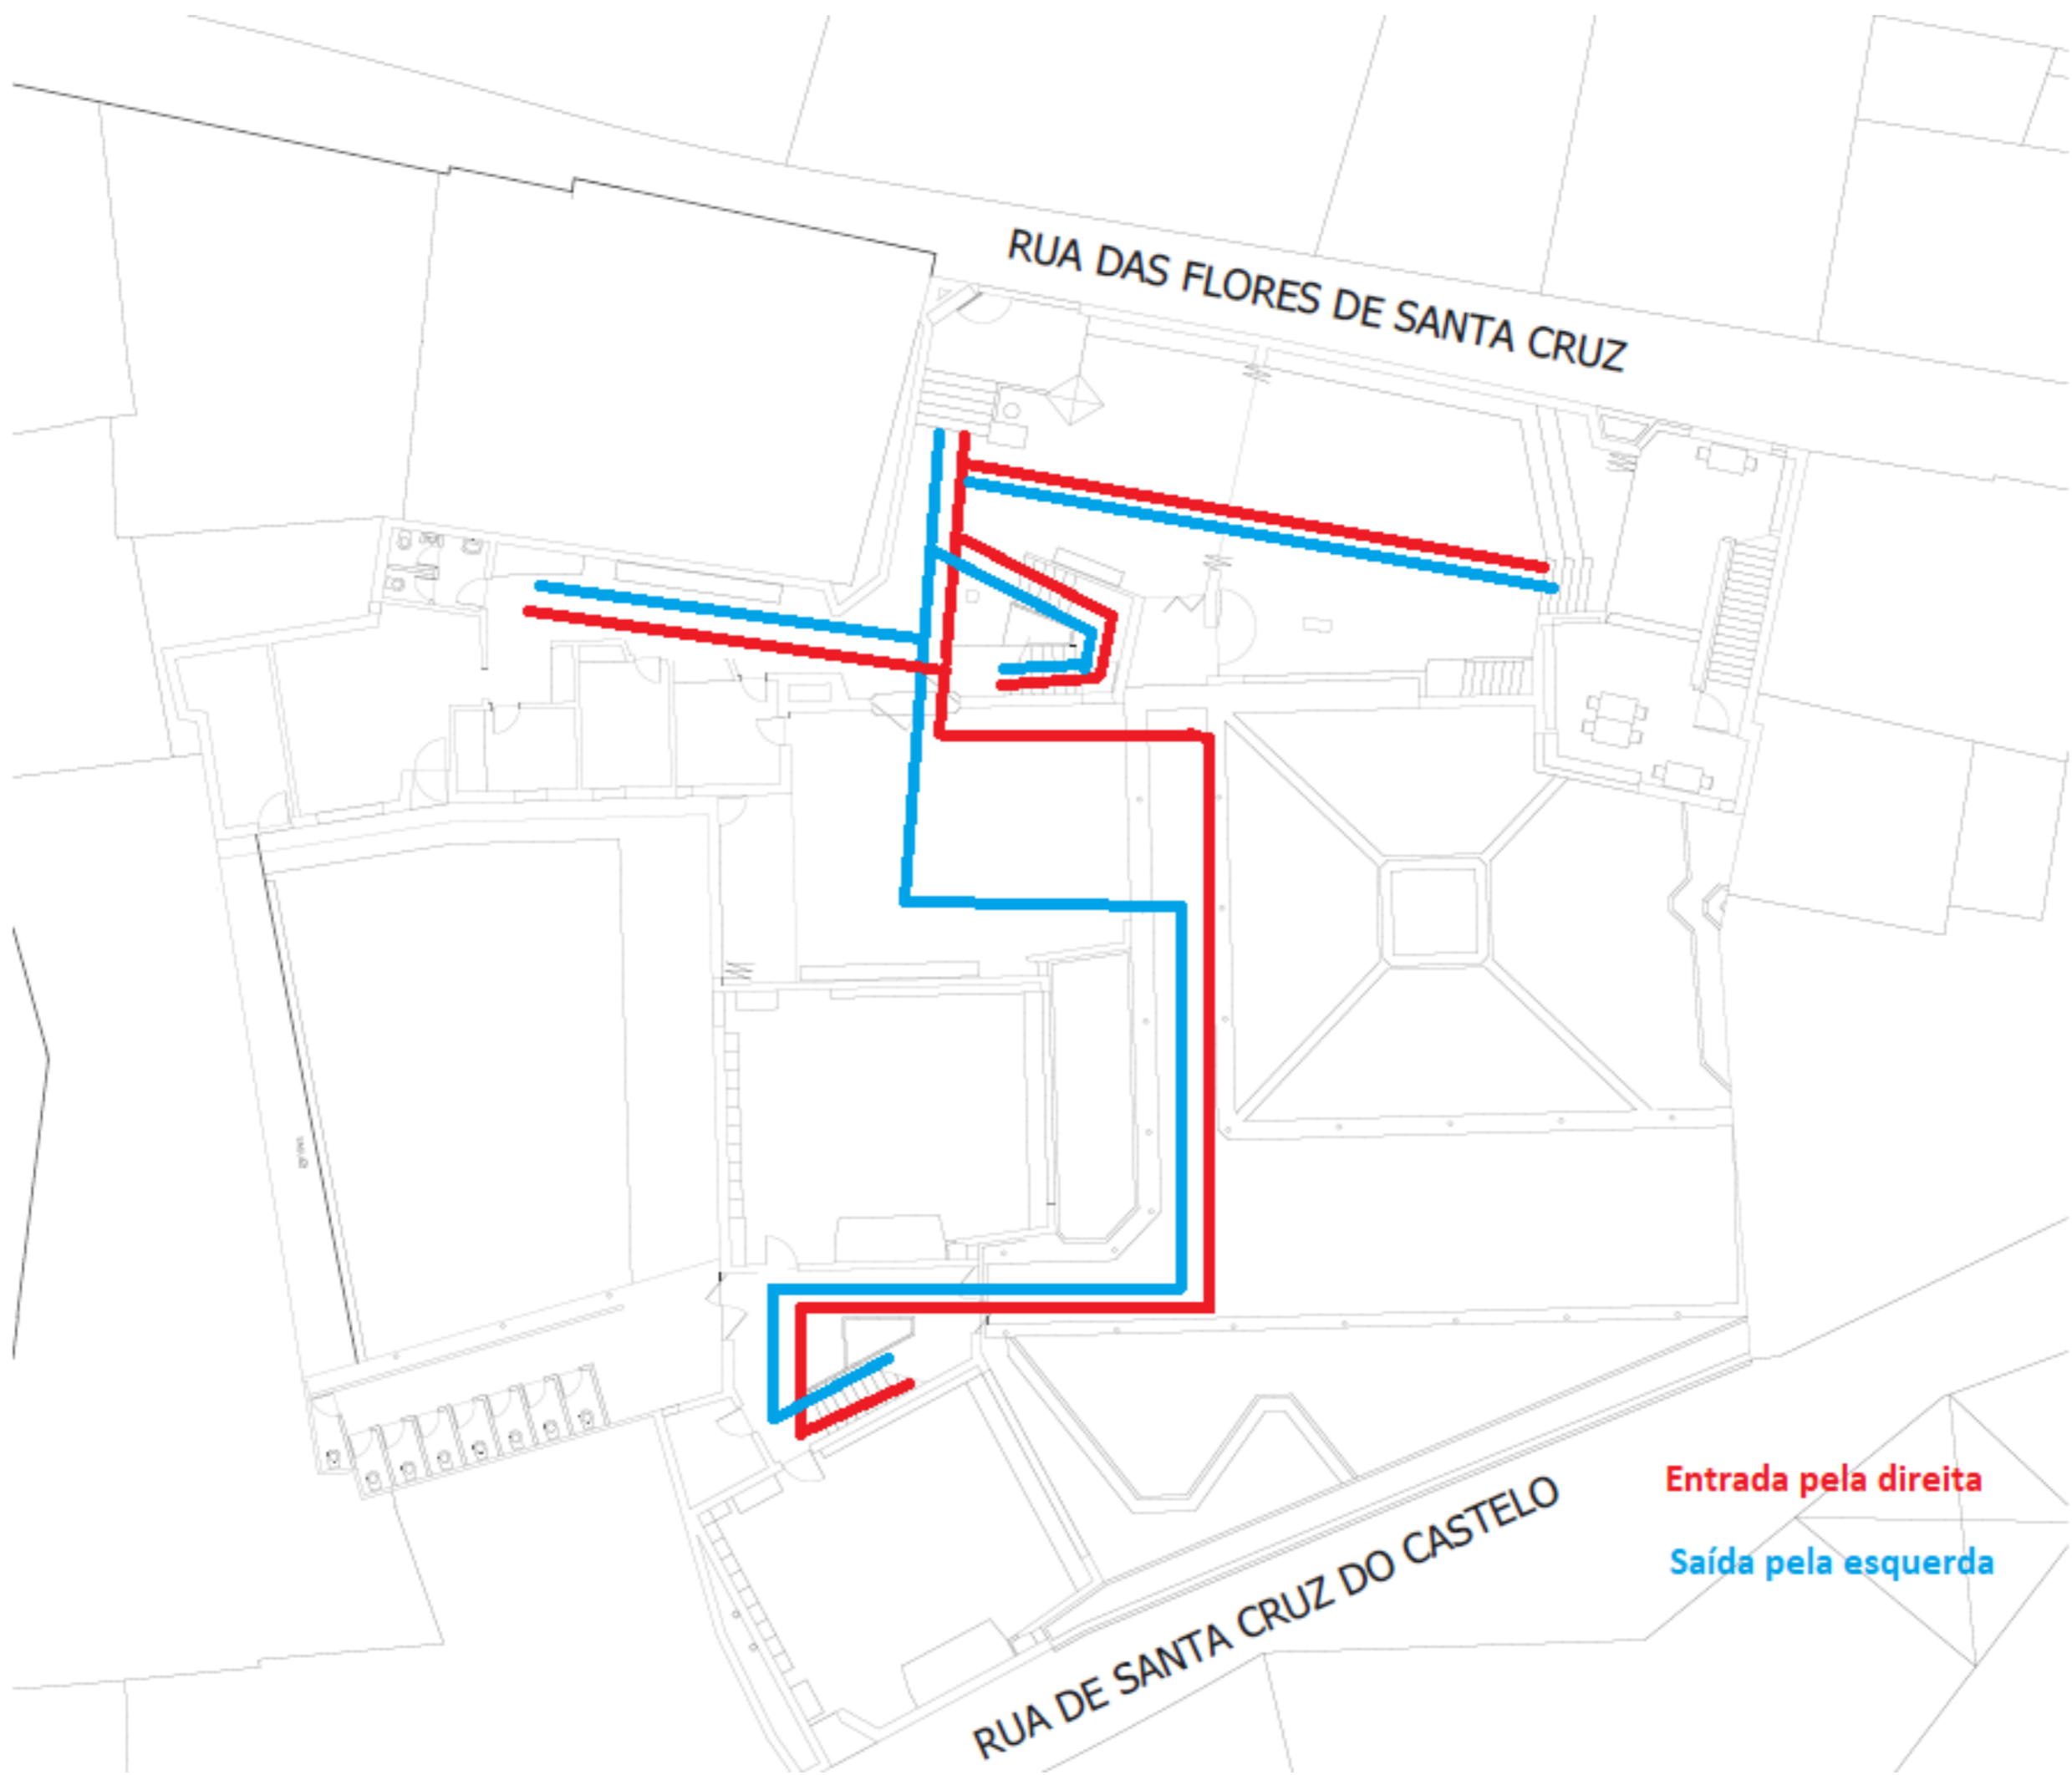 RUA DAS FLORES DE SANTA CRUZ
Entrada pela direita
Saída pela esquerda
RUA DE SANTA CRUZ DO CASTELO